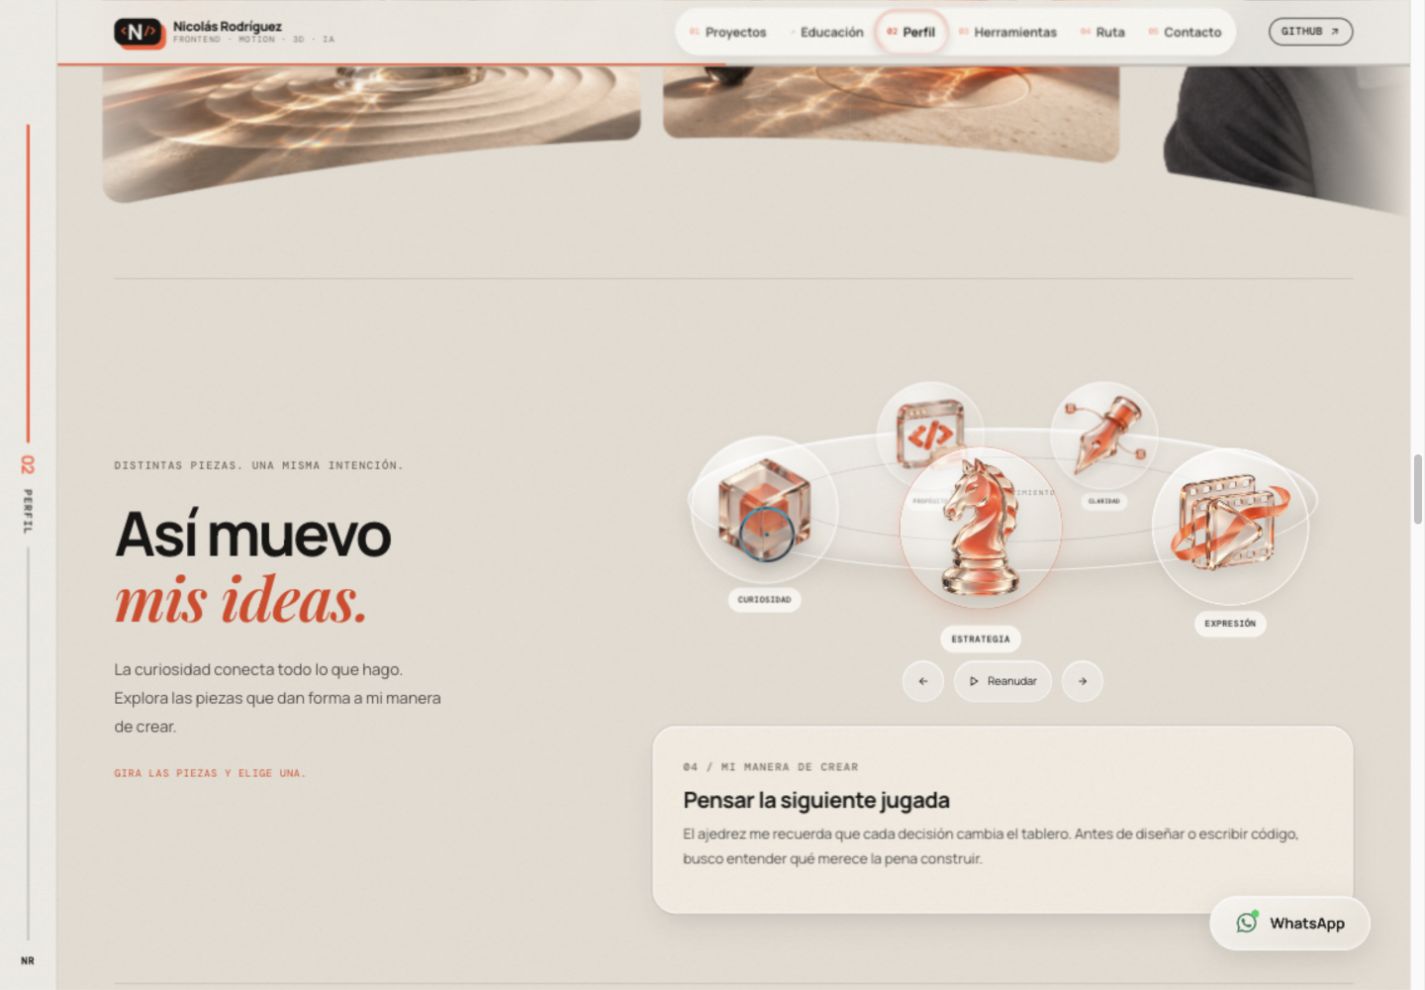 <N/>
Nicolás Rodríguez
FRONTEND · MOTION · 3D · IA
01 Proyectos
Educación
02 Perfil
03 Herramientas
04 Ruta
05 Contacto
GITHUB ↗
02 PERFIL
NR
DISTINTAS PIEZAS. UNA MISMA INTENCIÓN.
Así muevo
mis ideas.
La curiosidad conecta todo lo que hago.
Explora las piezas que dan forma a mi manera
de crear.
GIRA LAS PIEZAS Y ELIGE UNA.
</>
CLARIDAD
CURIOSIDAD
EXPRESIÓN
ESTRATEGIA
← Reanudar →
04 / MI MANERA DE CREAR
Pensar la siguiente jugada
El ajedrez me recuerda que cada decisión cambia el tablero. Antes de diseñar o escribir código,
busco entender qué merece la pena construir.
WhatsApp